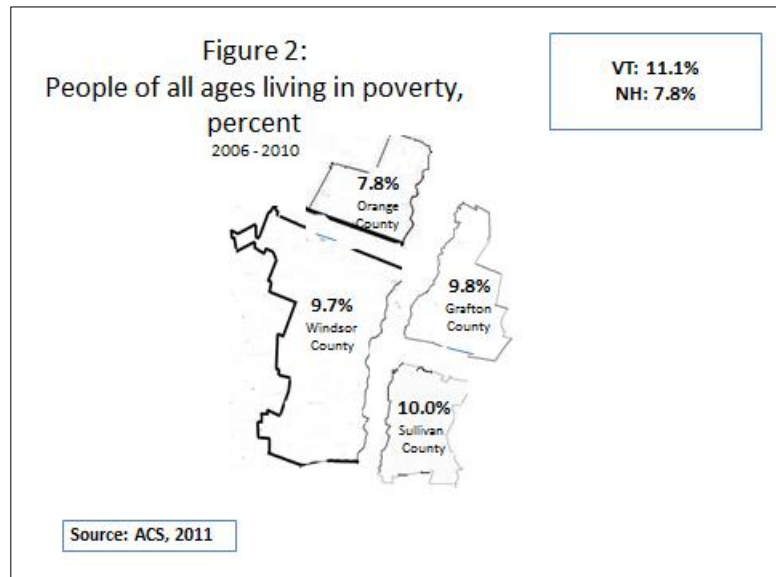 Figure 2:
People of all ages living in poverty,
percent
2006 - 2010
VT: 11.1%
NH: 7.8%
7.8%
Orange
County
9.7%
Windsor
County
9.8%
Grafton
County
10.0%
Sullivan
County
Source: ACS, 2011